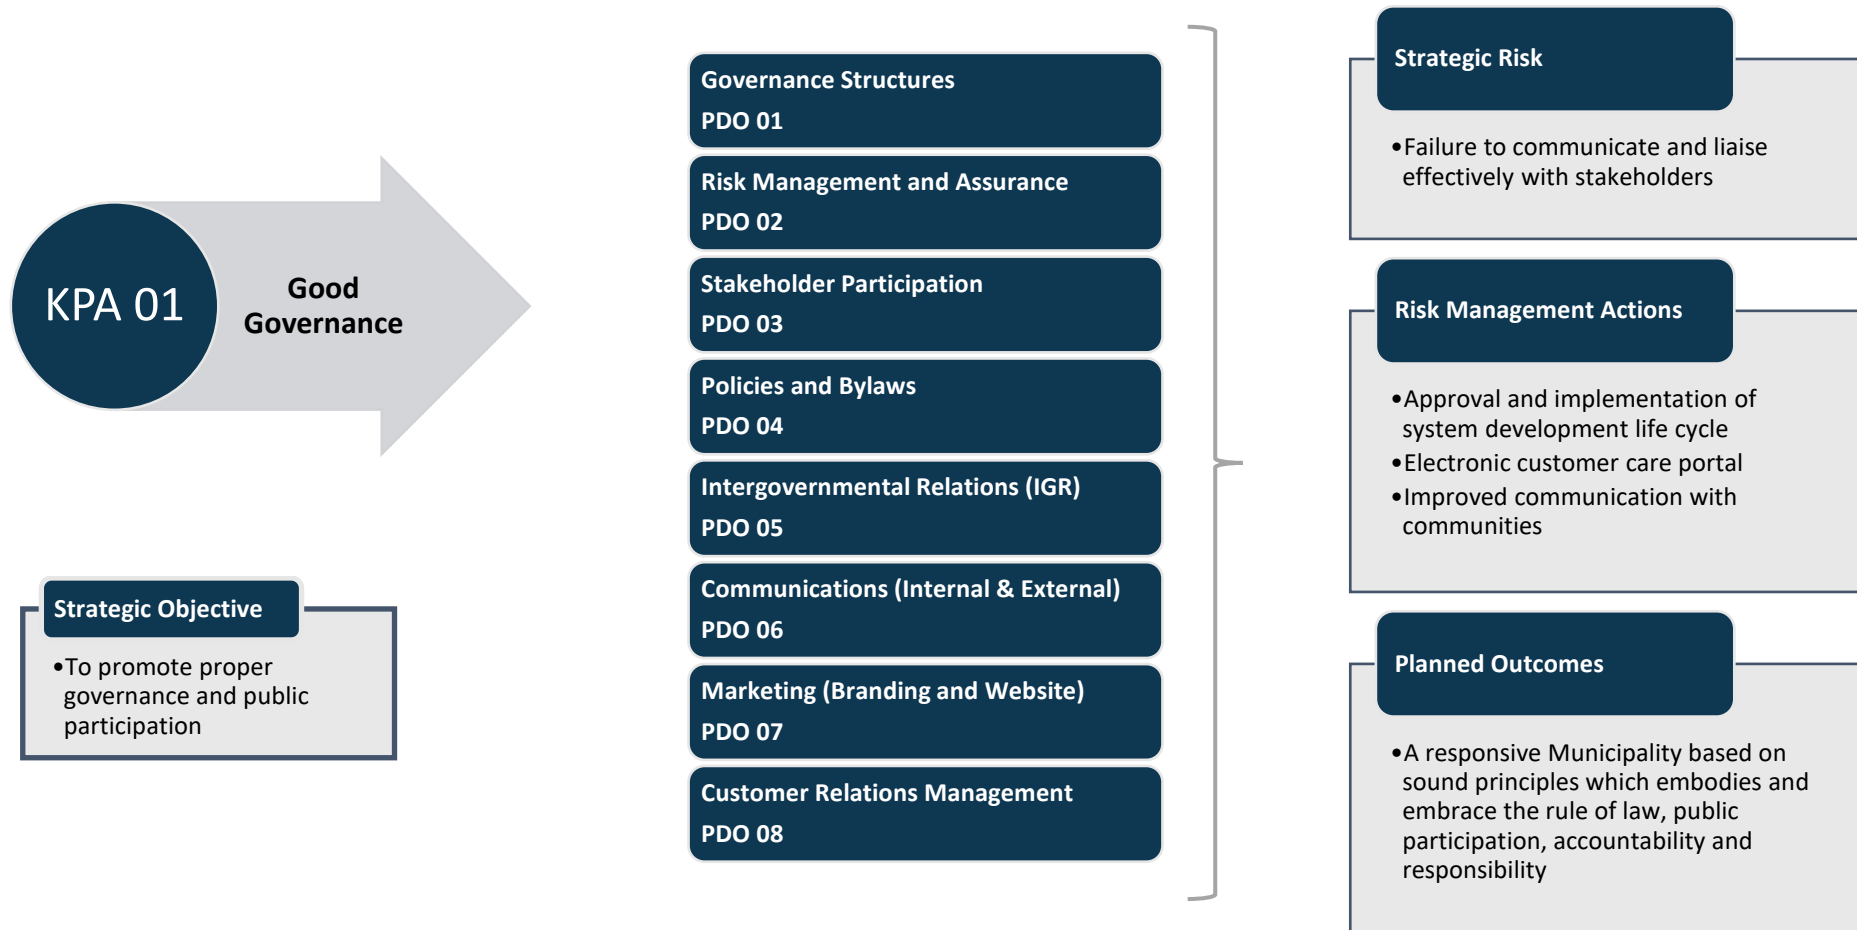 KPA 01
Good
Governance
Strategic Objective
•To promote proper
governance and public
participation
Governance Structures
PDO 01
Risk Management and Assurance
PDO 02
Stakeholder Participation
PDO 03
Policies and Bylaws
PDO 04
Intergovernmental Relations (IGR)
PDO 05
Communications (Internal & External)
PDO 06
Marketing (Branding and Website)
PDO 07
Customer Relations Management
PDO 08
Strategic Risk
•Failure to communicate and liaise
effectively with stakeholders
Risk Management Actions
•Approval and implementation of
system development life cycle
•Electronic customer care portal
•Improved communication with
communities
Planned Outcomes
•A responsive Municipality based on
sound principles which embodies and
embrace the rule of law, public
participation, accountability and
responsibility